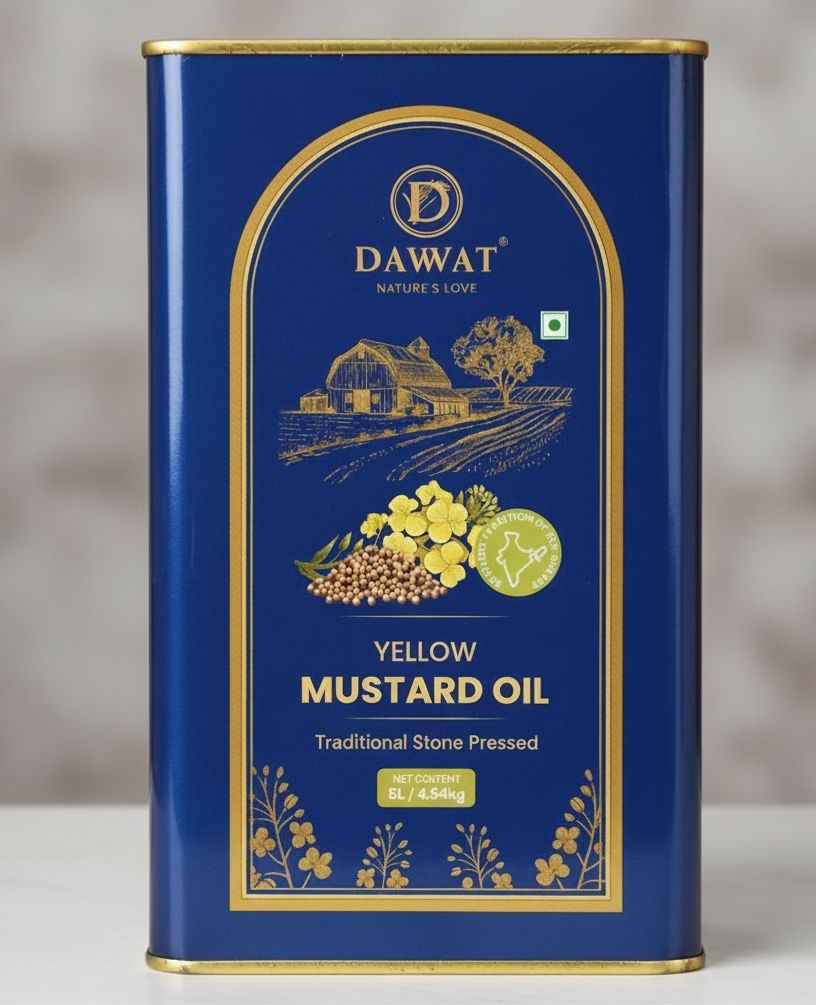 D
DAWAT®
NATURE'S LOVE
YELLOW
MUSTARD OIL
Traditional Stone Pressed
NET CONTENT
5L / 4.54kg